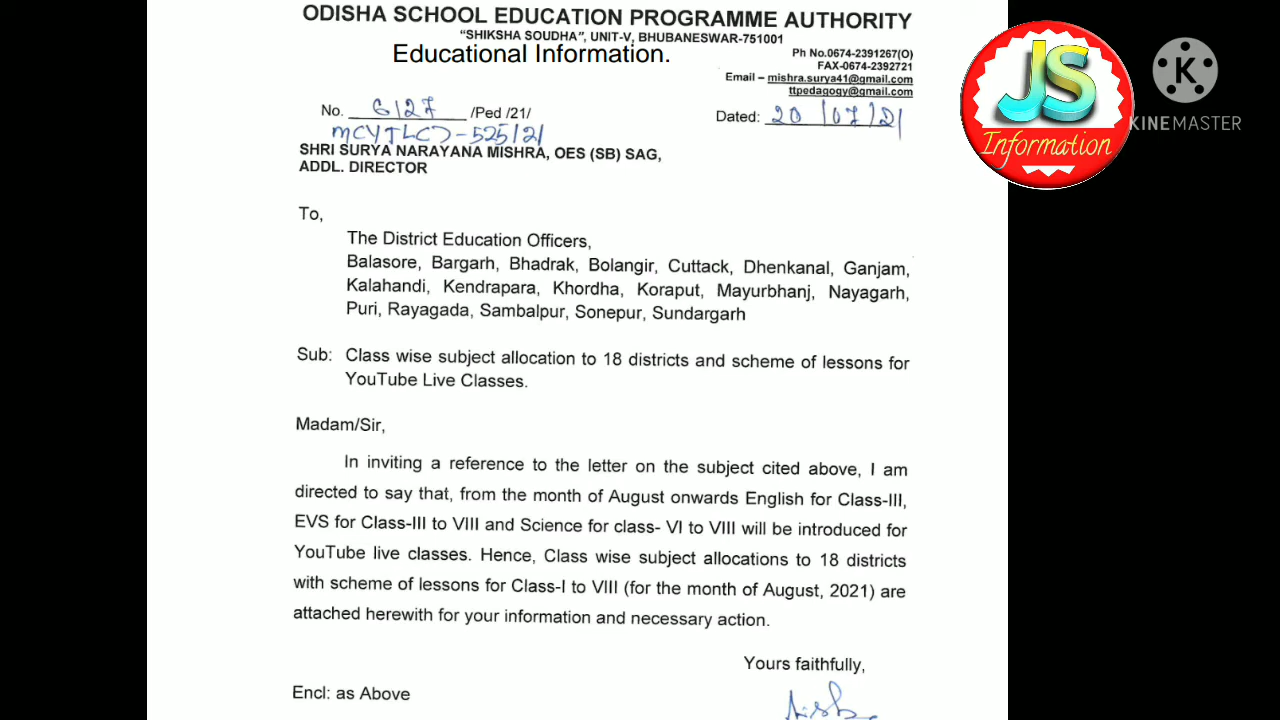 ODISHA SCHOOL EDUCATION PROGRAMME AUTHORITY
"SHIKSHA SOUDHA", UNIT-V, BHUBANESWAR-751001
Educational Information.
Ph No.0674-2391267(O)
FAX-0674-2392721
Email – mishra.surya41@gmail.com
ttpedagogy@gmail.com
No. 6127 /Ped /21/
Dated: 20/07/21
SHRI SURYA NARAYANA MISHRA, OES (SB) SAG,
ADDL. DIRECTOR
To,
The District Education Officers,
Balasore, Bargarh, Bhadrak, Bolangir, Cuttack, Dhenkanal, Ganjam,
Kalahandi, Kendrapara, Khordha, Koraput, Mayurbhanj, Nayagarh,
Puri, Rayagada, Sambalpur, Sonepur, Sundargarh
Sub: Class wise subject allocation to 18 districts and scheme of lessons for
YouTube Live Classes.
Madam/Sir,
In inviting a reference to the letter on the subject cited above, I am
directed to say that, from the month of August onwards English for Class-III,
EVS for Class-III to VIII and Science for class- VI to VIII will be introduced for
YouTube live classes. Hence, Class wise subject allocations to 18 districts
with scheme of lessons for Class-I to VIII (for the month of August, 2021) are
attached herewith for your information and necessary action.
Yours faithfully,
Encl: as Above
JS
Information
K
KINEMASTER